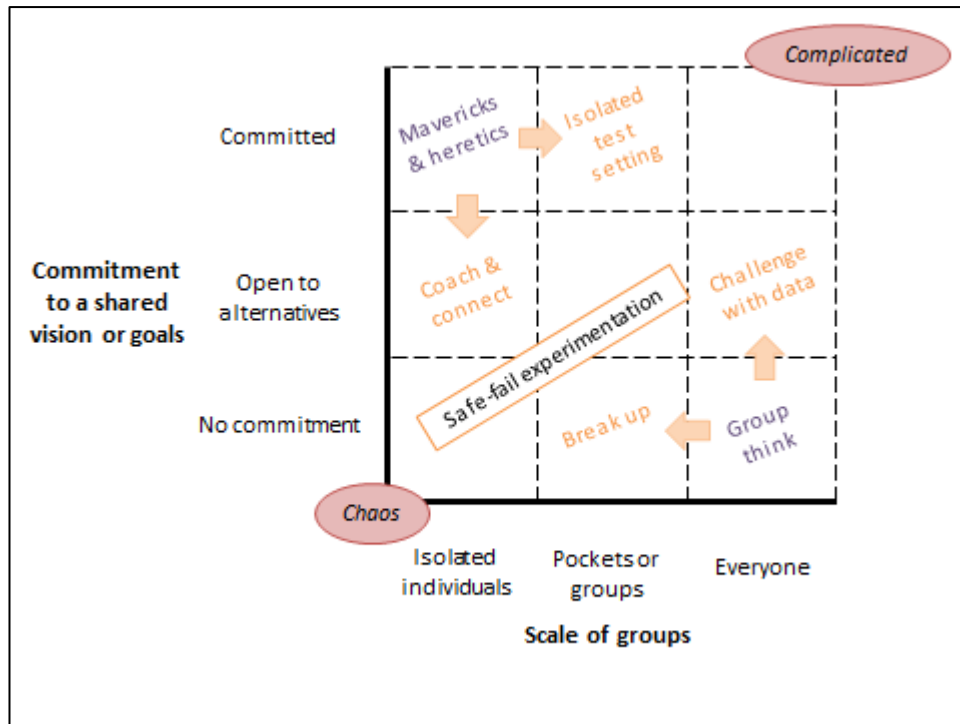 Complicated
Committed
Mavericks
& heretics
Isolated
test
setting
Commitment
to a shared
vision or goals
Open to
alternatives
Coach &
connect
Safe-fail experimentation
Challenge
with data
No commitment
Break up
Group
think
Chaos
Isolated
individuals
Pockets or
groups
Everyone
Scale of groups